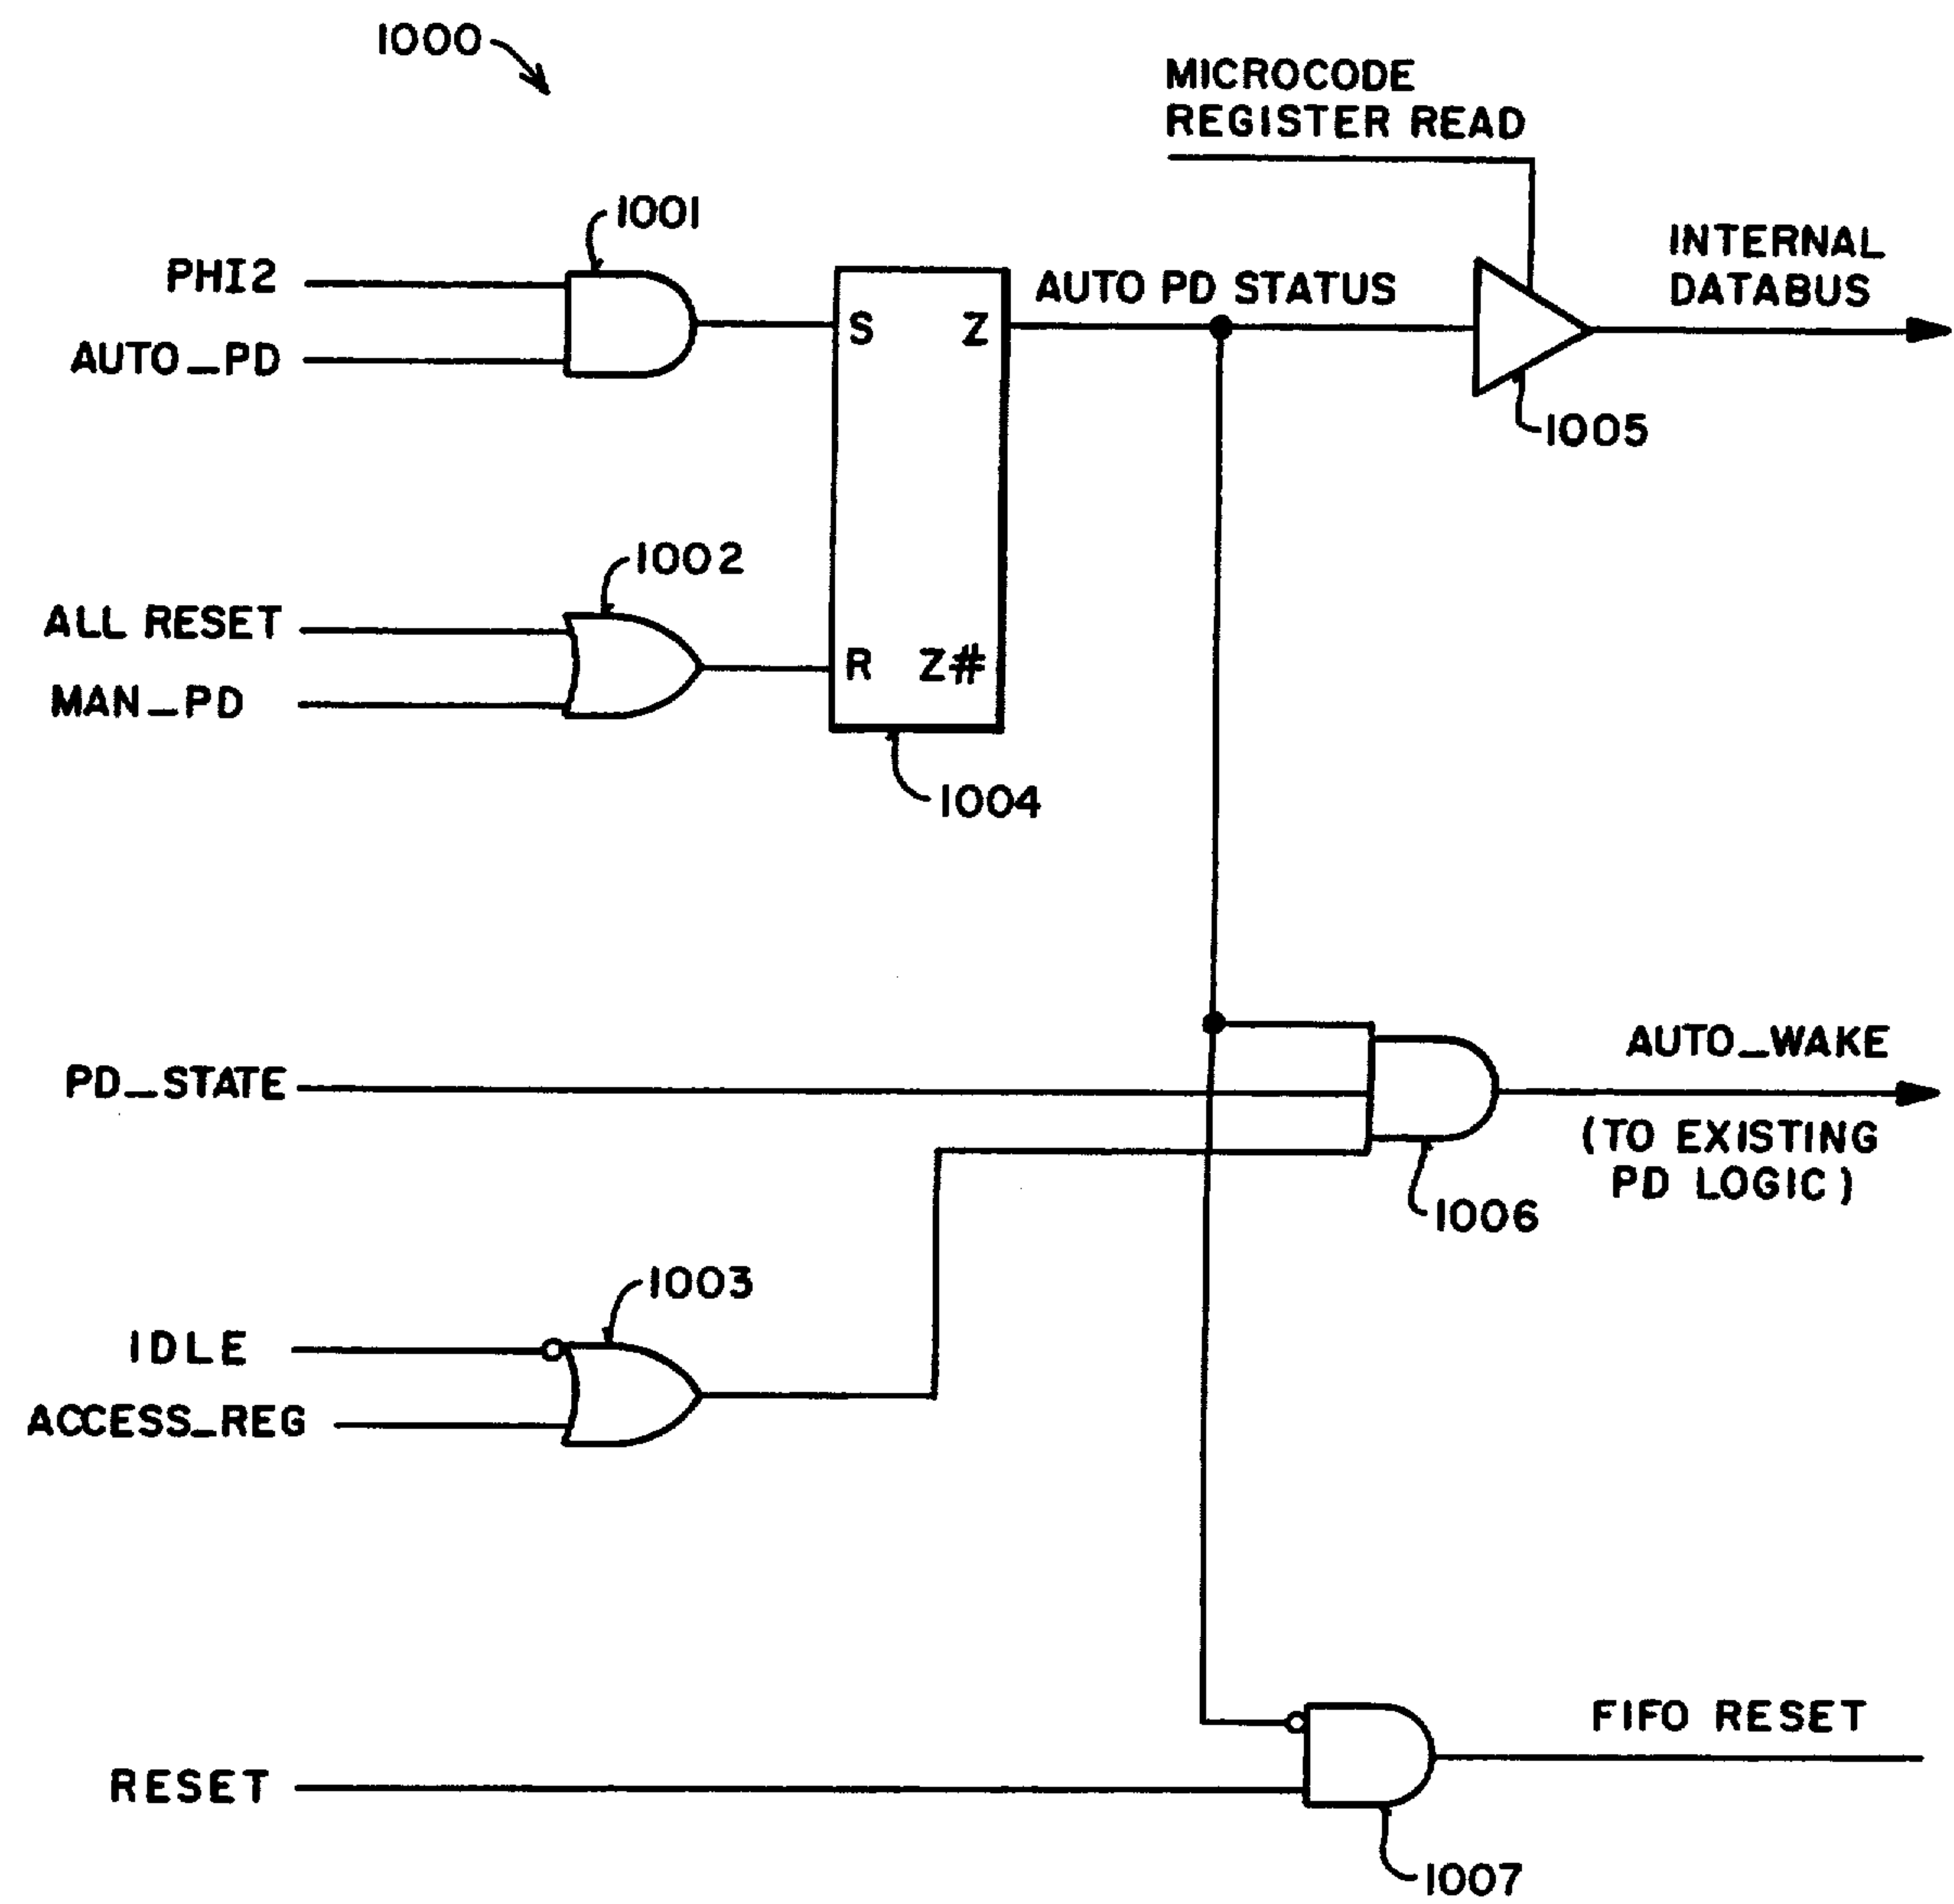 1000
MICROCODE
REGISTER READ
1001
PHI2
AUTO_PD
S
Z
AUTO PD STATUS
INTERNAL
DATABUS
1005
1002
ALL RESET
MAN_PD
R
Z#
1004
PD_STATE
AUTO_WAKE
(TO EXISTING
PD LOGIC)
1006
1003
IDLE
ACCESS_REG
FIFO RESET
RESET
1007